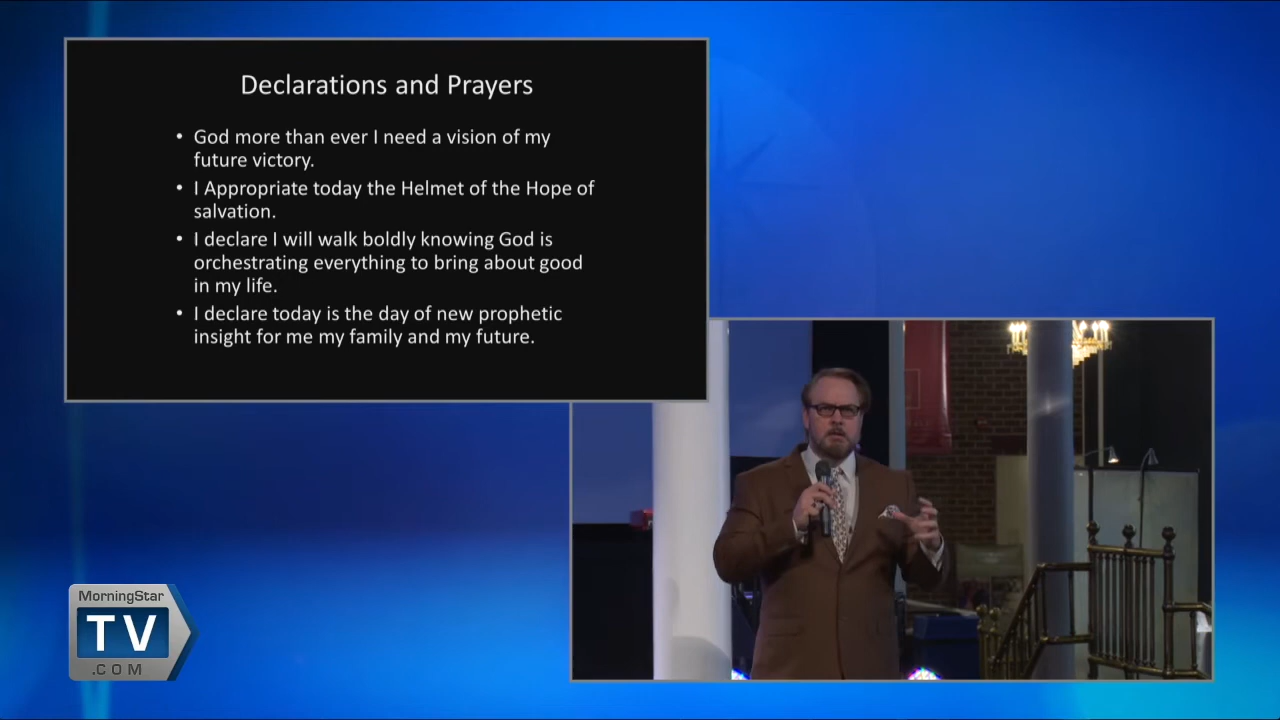 Declarations and Prayers
• God more than ever I need a vision of my
future victory.
• I Appropriate today the Helmet of the Hope of
salvation.
• I declare I will walk boldly knowing God is
orchestrating everything to bring about good
in my life.
• I declare today is the day of new prophetic
insight for me my family and my future.
MorningStar
TV
.COM